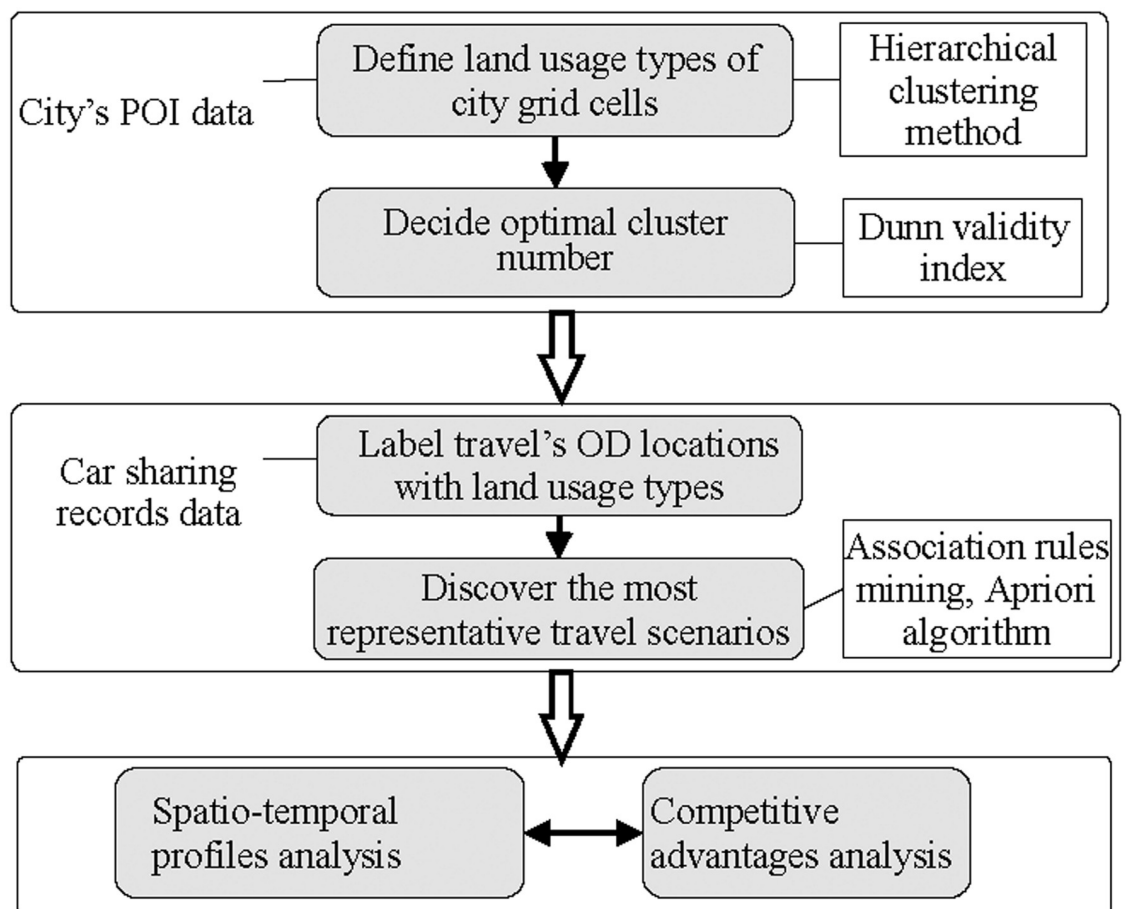 City's POI data
Define land usage types of
city grid cells
Hierarchical
clustering
method
Decide optimal cluster
number
Dunn validity
index
Car sharing
records data
Label travel's OD locations
with land usage types
Discover the most
representative travel scenarios
Association rules
mining, Apriori
algorithm
Spatio-temporal
profiles analysis
Competitive
advantages analysis